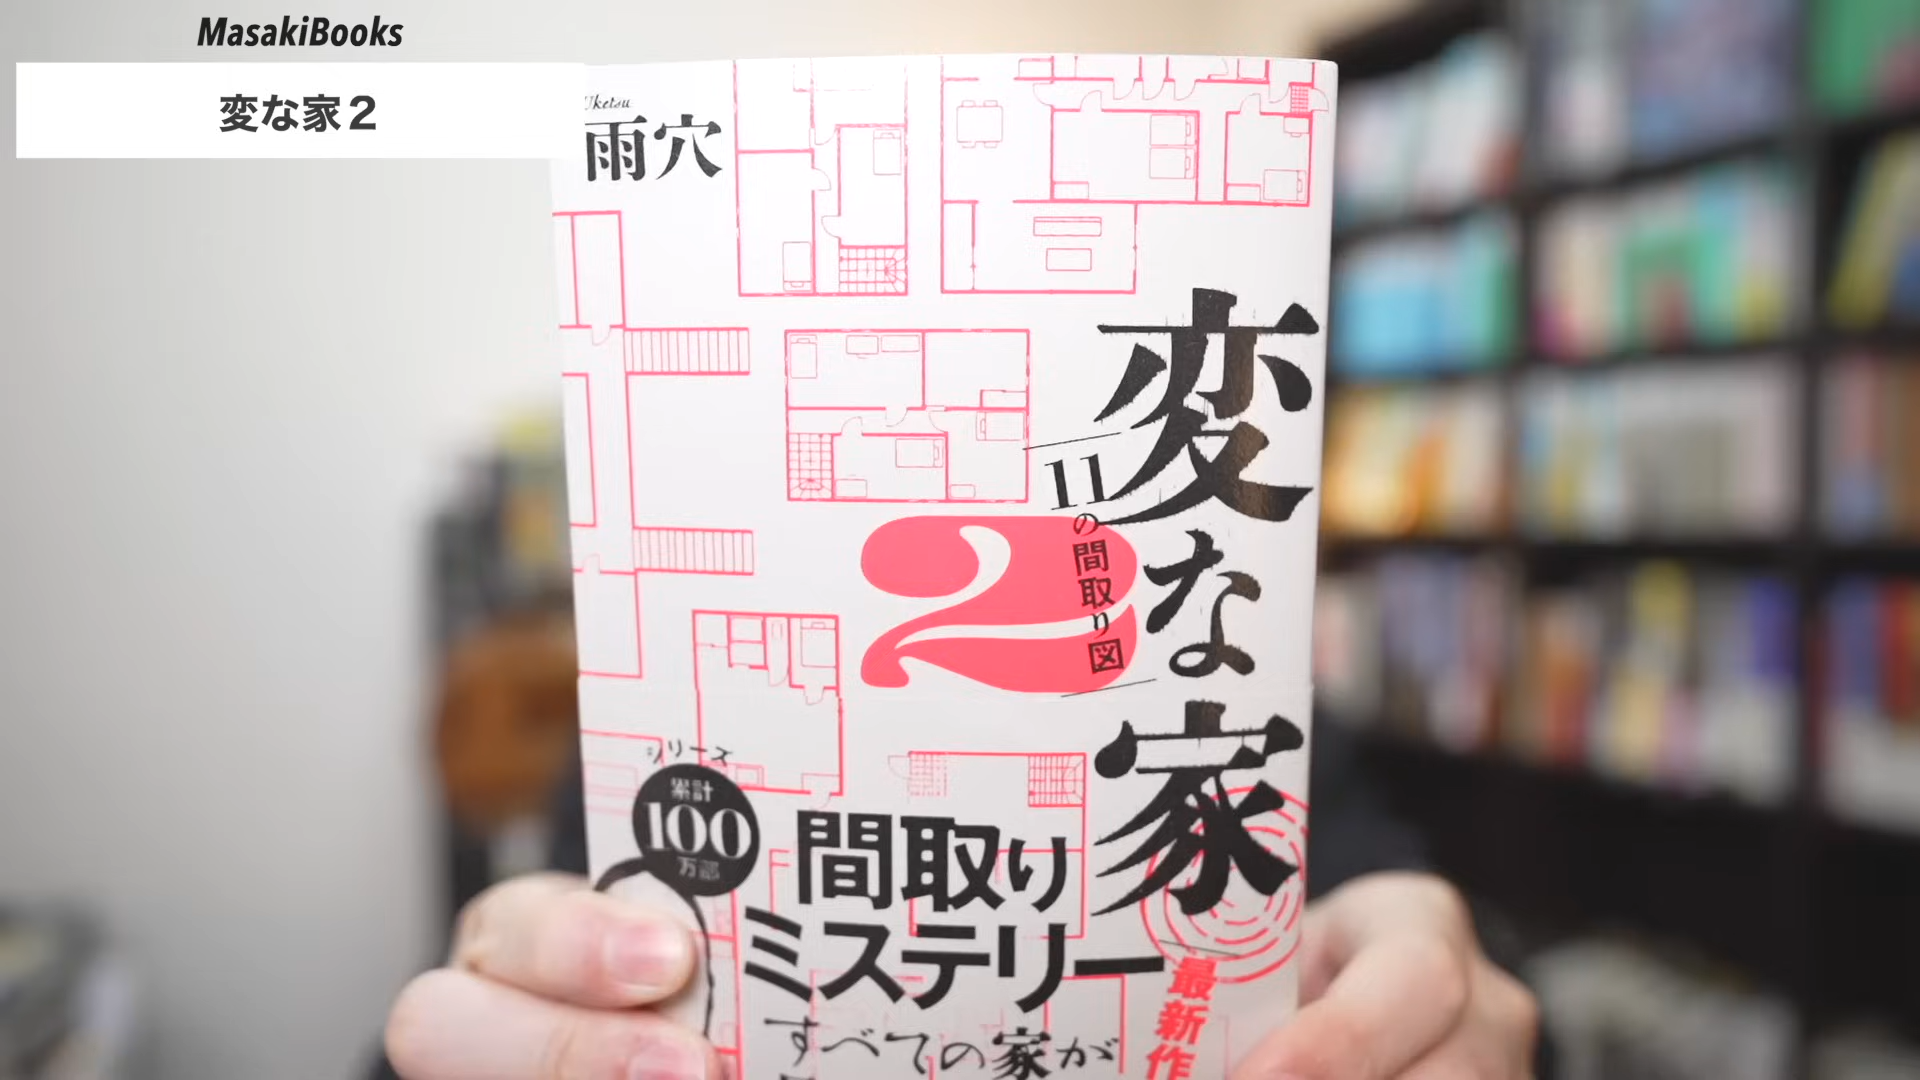 MasakiBooks
変な家２
Uketsu
雨穴
変な家
2
11の間取り図
シリーズ
累計
100
万部
間取り
ミステリー
最新作
すべての家が